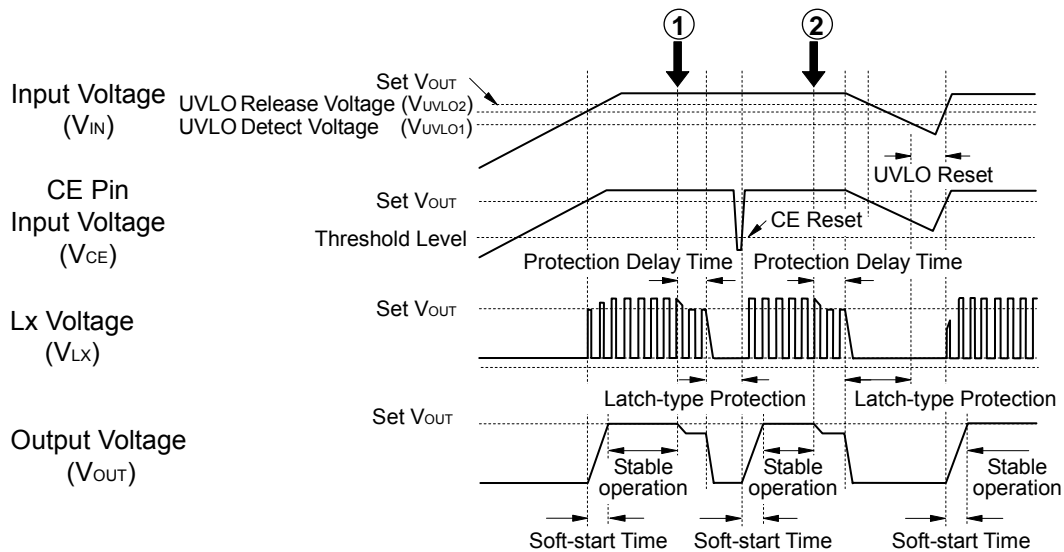 ① ②
Input Voltage
(VIN)
Set VOUT
UVLO Release Voltage (VUVLO2)
UVLO Detect Voltage (VUVLO1)
UVLO Reset
CE Pin
Input Voltage
(VCE)
Set VOUT
Threshold Level
CE Reset
Protection Delay Time Protection Delay Time
Lx Voltage
(VLX)
Set VOUT
Latch-type Protection Latch-type Protection
Output Voltage
(VOUT)
Set VOUT
Stable
operation
Stable
operation
Stable
operation
Soft-start Time Soft-start Time Soft-start Time